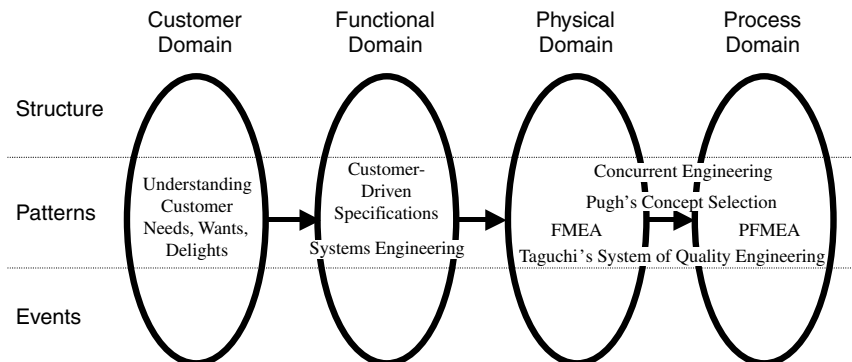 Customer
Domain
Functional
Domain
Physical
Domain
Process
Domain
Structure
Patterns
Understanding
Customer
Needs, Wants,
Delights
Customer-
Driven
Specifications
Systems Engineering
Concurrent Engineering
Pugh's Concept Selection
FMEA
PFMEA
Taguchi's System of Quality Engineering
Events